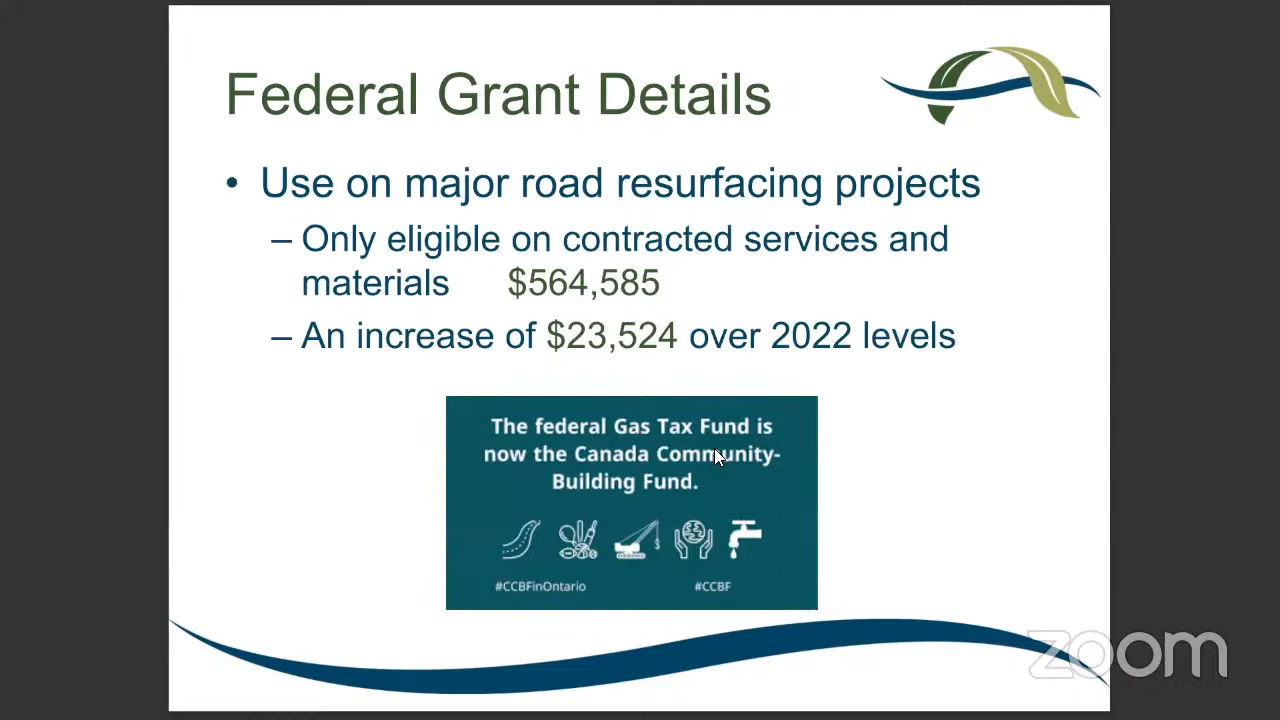 Federal Grant Details
• Use on major road resurfacing projects
– Only eligible on contracted services and
materials $564,585
– An increase of $23,524 over 2022 levels
The federal Gas Tax Fund is
now the Canada Community-
Building Fund.
#CCBFinOntario #CCBF
zoom